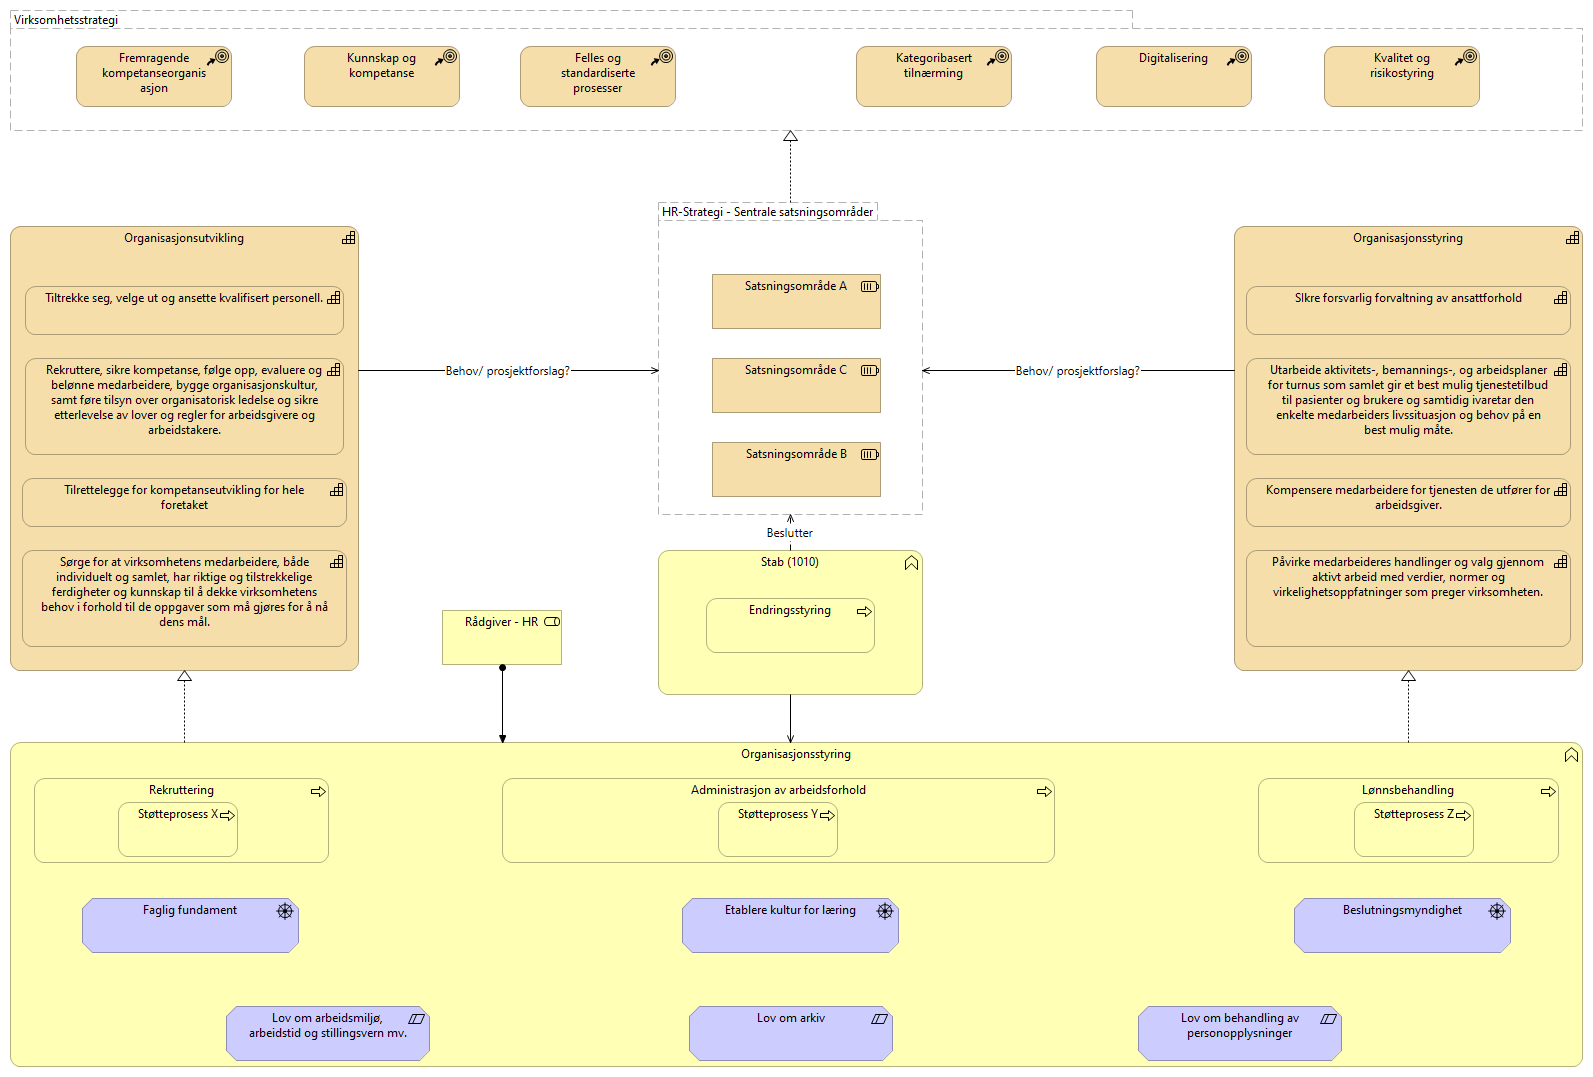 Virksomhetsstrategi
Fremragende
kompetanseorganis
asjon
Kunnskap og
kompetanse
Felles og
standardiserte
prosesser
Kategoribasert
tilnærming
Digitalisering
Kvalitet og
risikostyring
HR-Strategi - Sentrale satsningsområder
Satsningsområde A
Satsningsområde C
Satsningsområde B
Organisasjonsutvikling
Tiltrekke seg, velge ut og ansette kvalifisert personell.
Rekruttere, sikre kompetanse, følge opp, evaluere og
belønne medarbeidere, bygge organisasjonskultur,
samt føre tilsyn over organisatorisk ledelse og sikre
etterlevelse av lover og regler for arbeidsgivere og
arbeidstakere.
Tilrettelegge for kompetanseutvikling for hele
foretaket
Sørge for at virksomhetens medarbeidere, både
individuelt og samlet, har riktige og tilstrekkelige
ferdigheter og kunnskap til å dekke virksomhetens
behov i forhold til de oppgaver som må gjøres for å nå
dens mål.
Behov/ prosjektforslag?
Behov/ prosjektforslag?
Organisasjonsstyring
SIkre forsvarlig forvaltning av ansattforhold
Utarbeide aktivitets-, bemannings-, og arbeidsplaner
for turnus som samlet gir et best mulig tjenestetilbud
til pasienter og brukere og samtidig ivaretar den
enkelte medarbeiders livssituasjon og behov på en
best mulig måte.
Kompensere medarbeidere for tjenesten de utfører for
arbeidsgiver.
Påvirke medarbeideres handlinger og valg gjennom
aktivt arbeid med verdier, normer og
virkelighetsoppfatninger som preger virksomheten.
Beslutter
Stab (1010)
Endringsstyring
Rådgiver - HR
Organisasjonsstyring
Rekruttering
Støtteprosess X
Administrasjon av arbeidsforhold
Støtteprosess Y
Lønnsbehandling
Støtteprosess Z
Faglig fundament
Etablere kultur for læring
Beslutningsmyndighet
Lov om arbeidsmiljø,
arbeidstid og stillingsvern mv.
Lov om arkiv
Lov om behandling av
personopplysninger